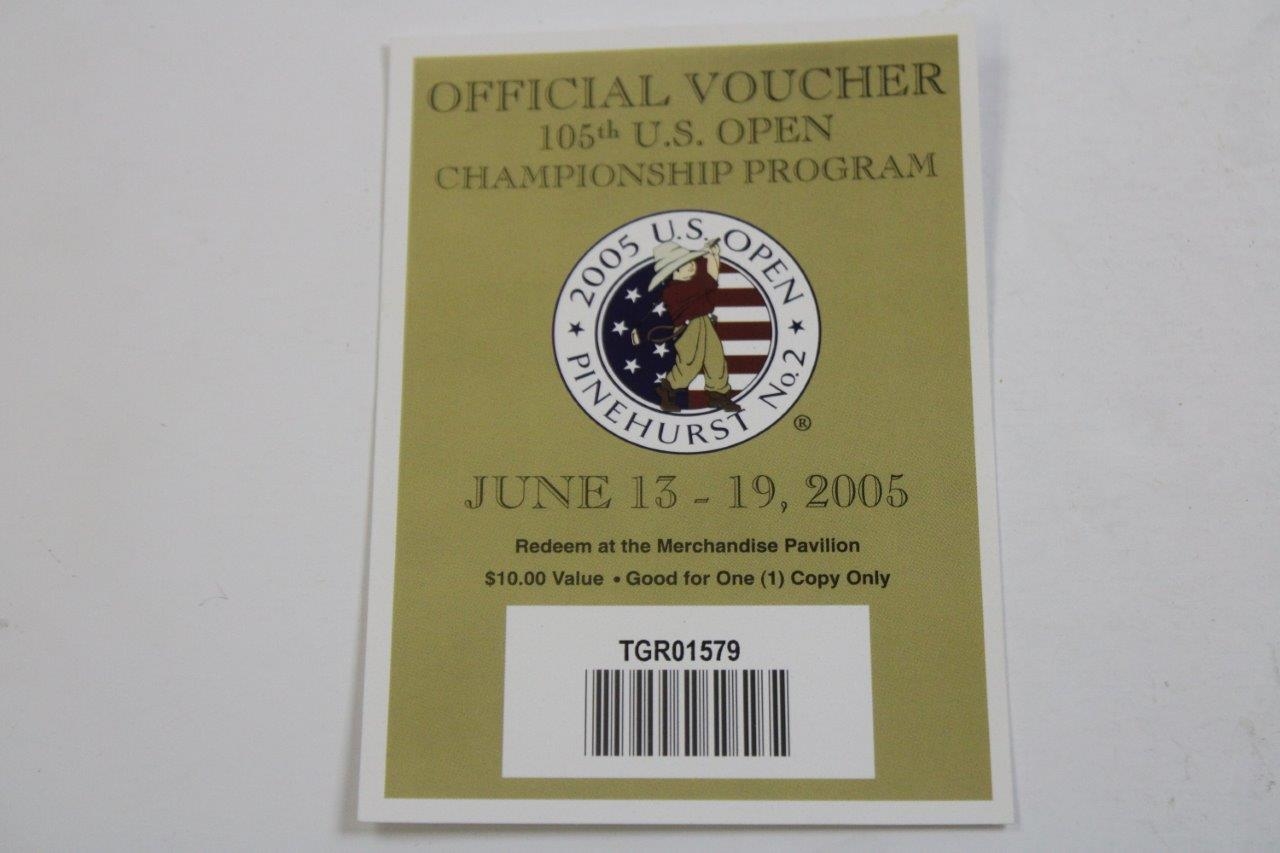 OFFICIAL VOUCHER
105th U.S. OPEN
CHAMPIONSHIP PROGRAM
2005 U.S. OPEN
PINEHURST No. 2
®
JUNE 13 - 19, 2005
Redeem at the Merchandise Pavilion
$10.00 Value • Good for One (1) Copy Only
TGR01579